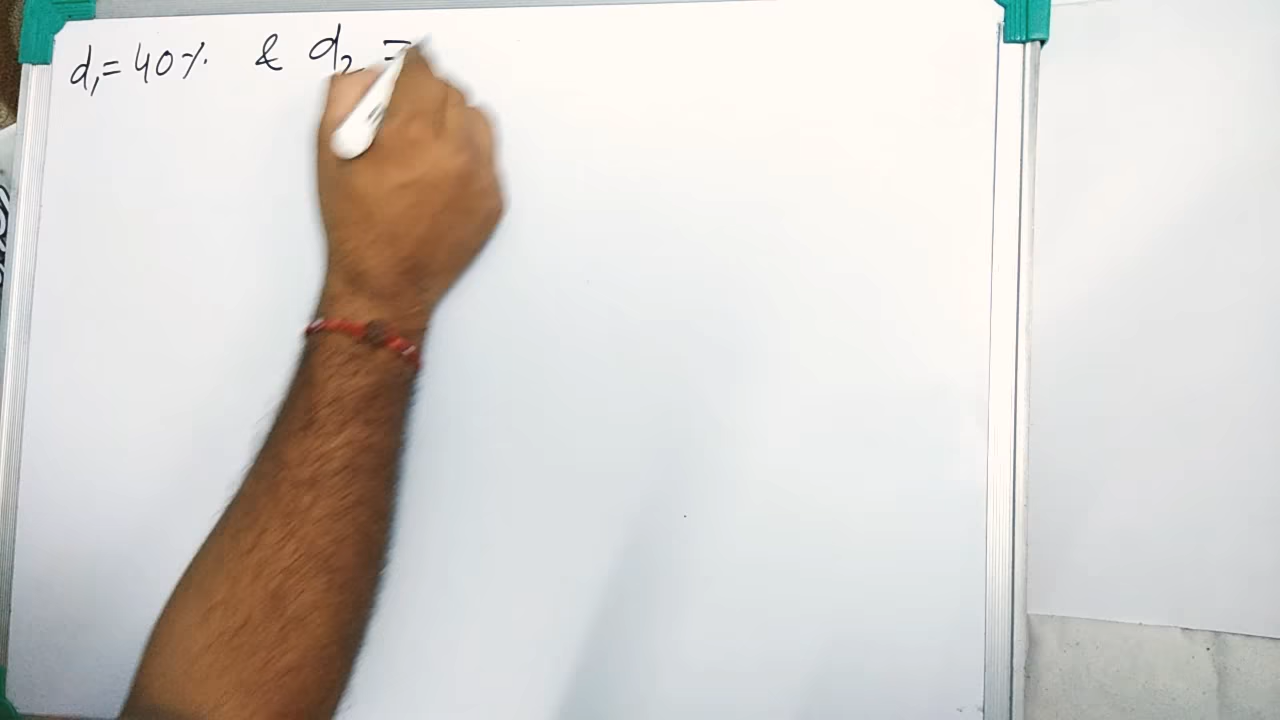 d₁ = 40% & d₂ =